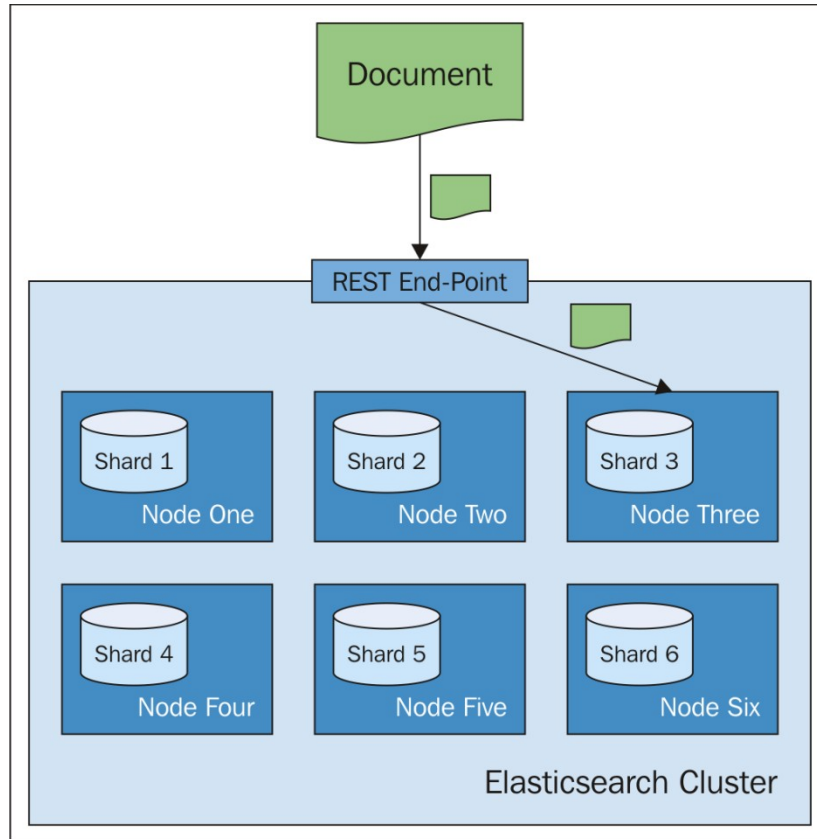 Document
REST End-Point
Shard 1
Node One
Shard 2
Node Two
Shard 3
Node Three
Shard 4
Node Four
Shard 5
Node Five
Shard 6
Node Six
Elasticsearch Cluster